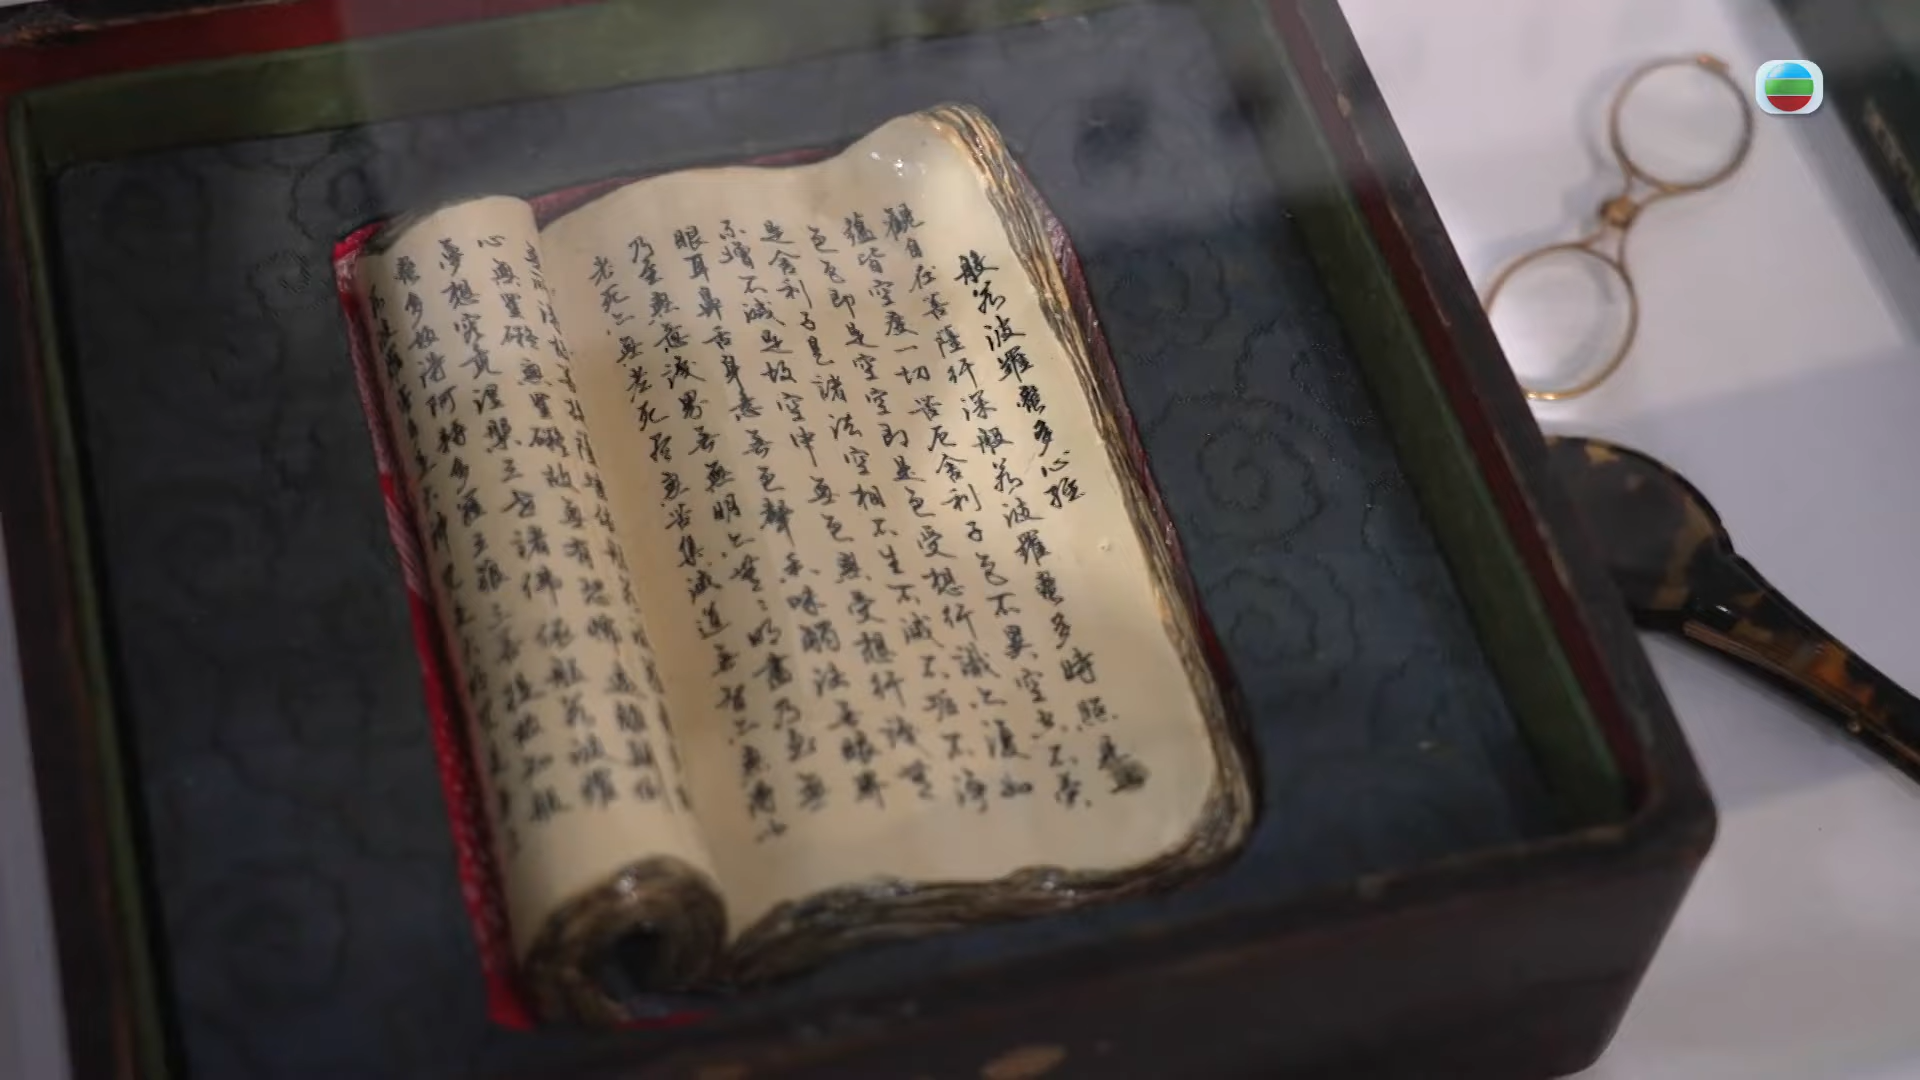 般若波羅蜜多心經
觀自在菩薩行深般若波羅蜜多時照見五
蘊皆空度一切苦厄舍利子色不異空空不異
色色即是空空即是色受想行識亦復如
是舍利子是諸法空相不生不滅不垢不淨
不增不減是故空中無色無受想行識無
眼耳鼻舌身意無色聲香味觸法無眼界
乃至無意識界無無明亦無無明盡乃至無
老死亦無老死盡無苦集滅道無智亦無得以
心無罣礙無罣礙故無有恐怖遠離顛倒
夢想究竟涅槃三世諸佛依般若波羅
蜜多故得阿耨多羅三藐三菩提故知般